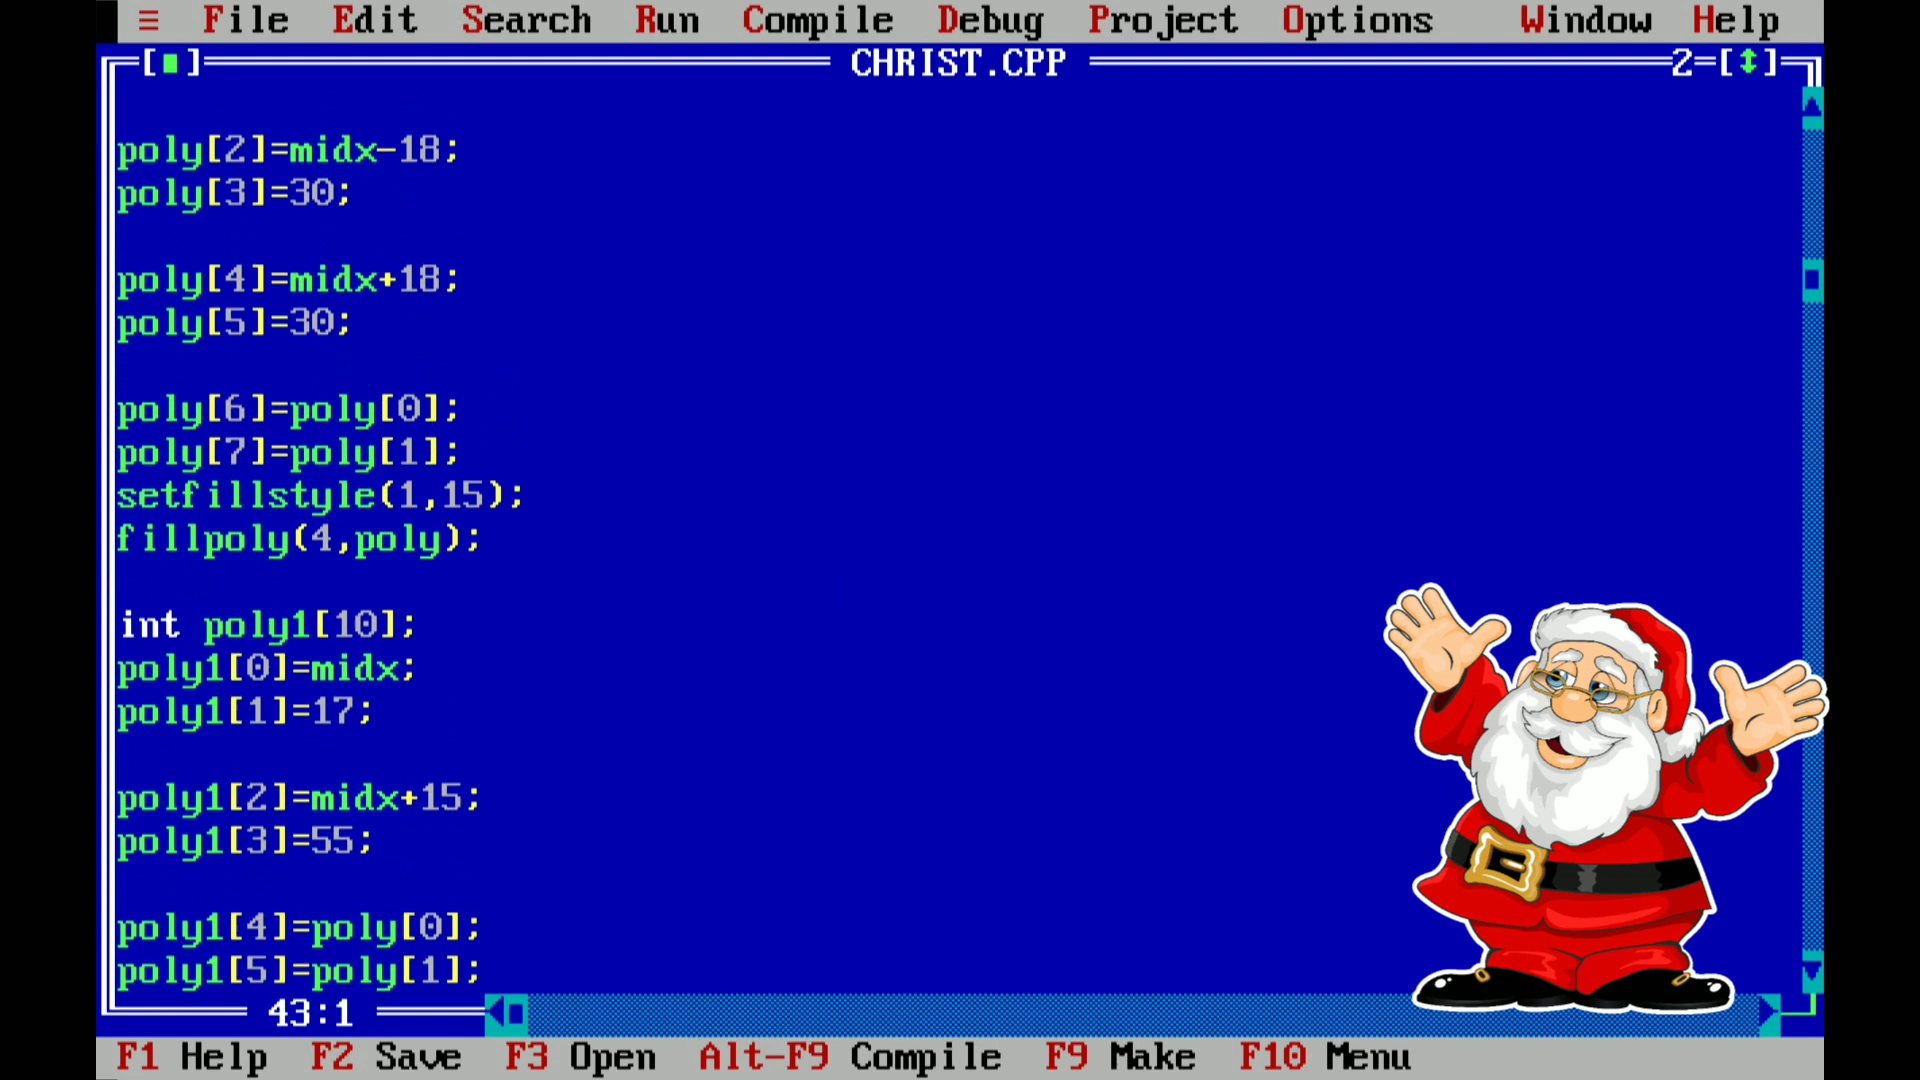 ≡ File Edit Search Run Compile Debug Project Options Window Help
[■] CHRIST.CPP 2=[↕]
poly[2]=midx-18;
poly[3]=30;
poly[4]=midx+18;
poly[5]=30;
poly[6]=poly[0];
poly[7]=poly[1];
setfillstyle(1,15);
fillpoly(4,poly);
int poly1[10];
poly1[0]=midx;
poly1[1]=17;
poly1[2]=midx+15;
poly1[3]=55;
poly1[4]=poly[0];
poly1[5]=poly[1];
43:1
F1 Help F2 Save F3 Open Alt-F9 Compile F9 Make F10 Menu